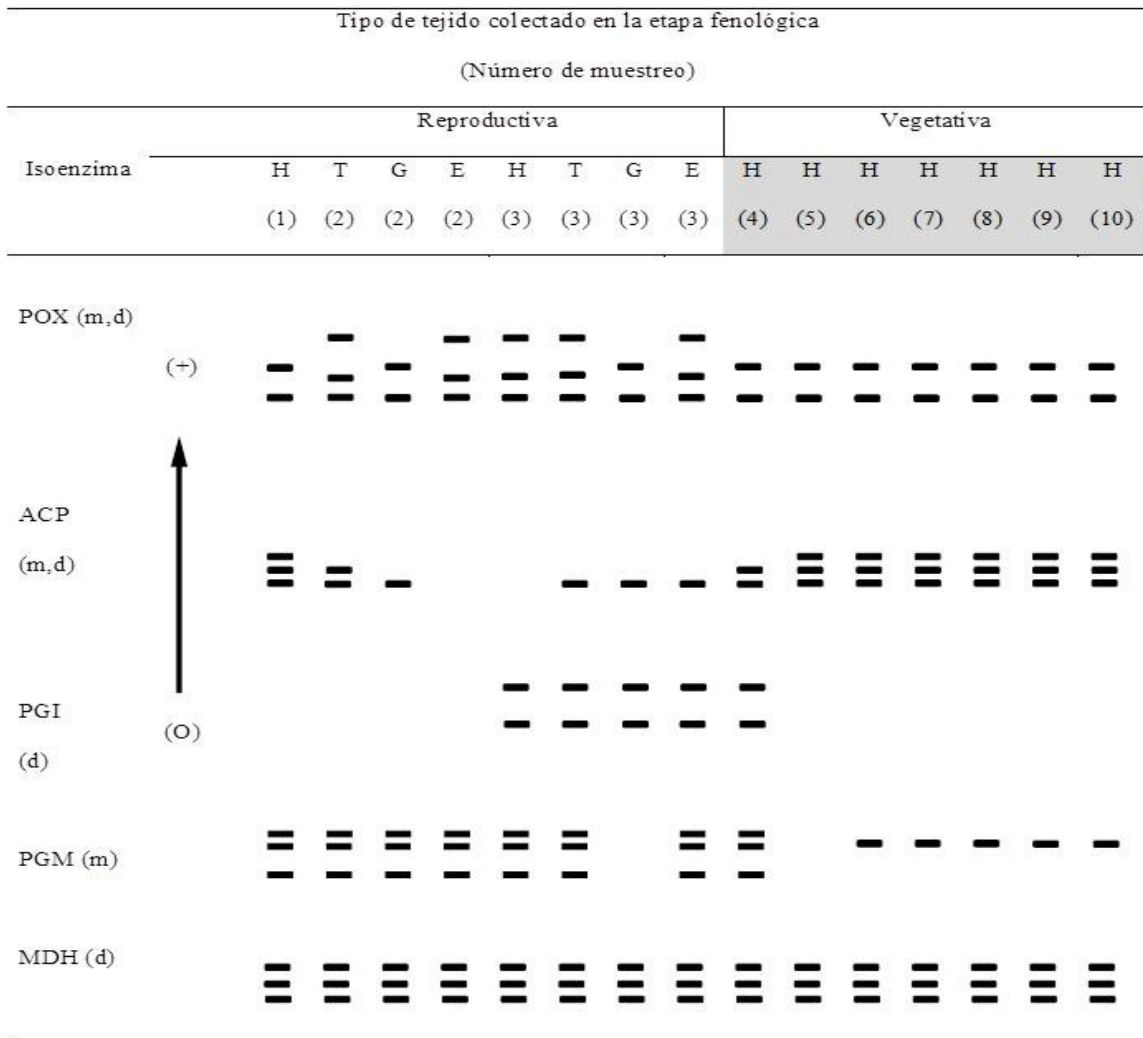 Tipo de tejido colectado en la etapa fenológica
(Número de muestreo)
Reproductiva Vegetativa
Isoenzima H T G E H T G E H H H H H H H
(1) (2) (2) (2) (3) (3) (3) (3) (4) (5) (6) (7) (8) (9) (10)
POX (m,d)
(+)
ACP
(m,d)
PGI
(O)
(d)
PGM (m)
MDH (d)